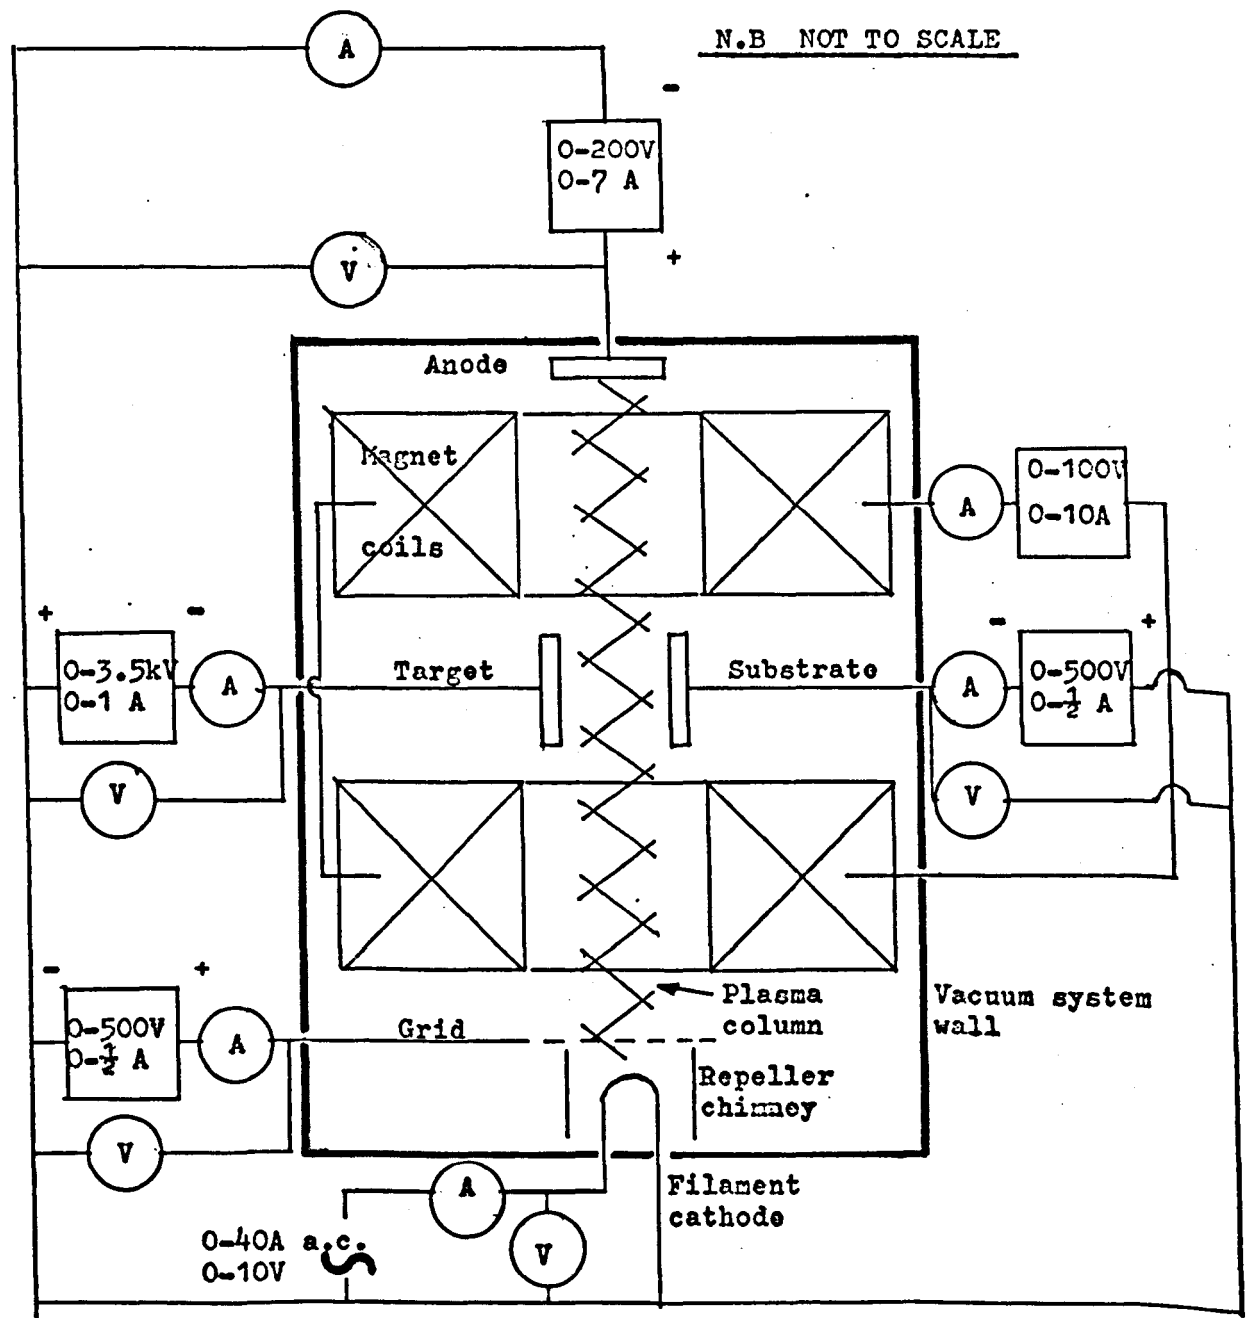 N.B NOT TO SCALE
A
-
0-200V
0-7 A
V
+
Anode
Magnet
coils
A
0-100V
0-10A
+
-
0-3.5kV
0-1 A
A
Target
Substrate
A
-
+
0-500V
0-½ A
V
V
-
+
0-500V
0-½ A
A
Grid
Plasma
column
Vacuum system
wall
Repeller
chimney
V
A
Filament
cathode
V
0-40A a.c.
0-10V